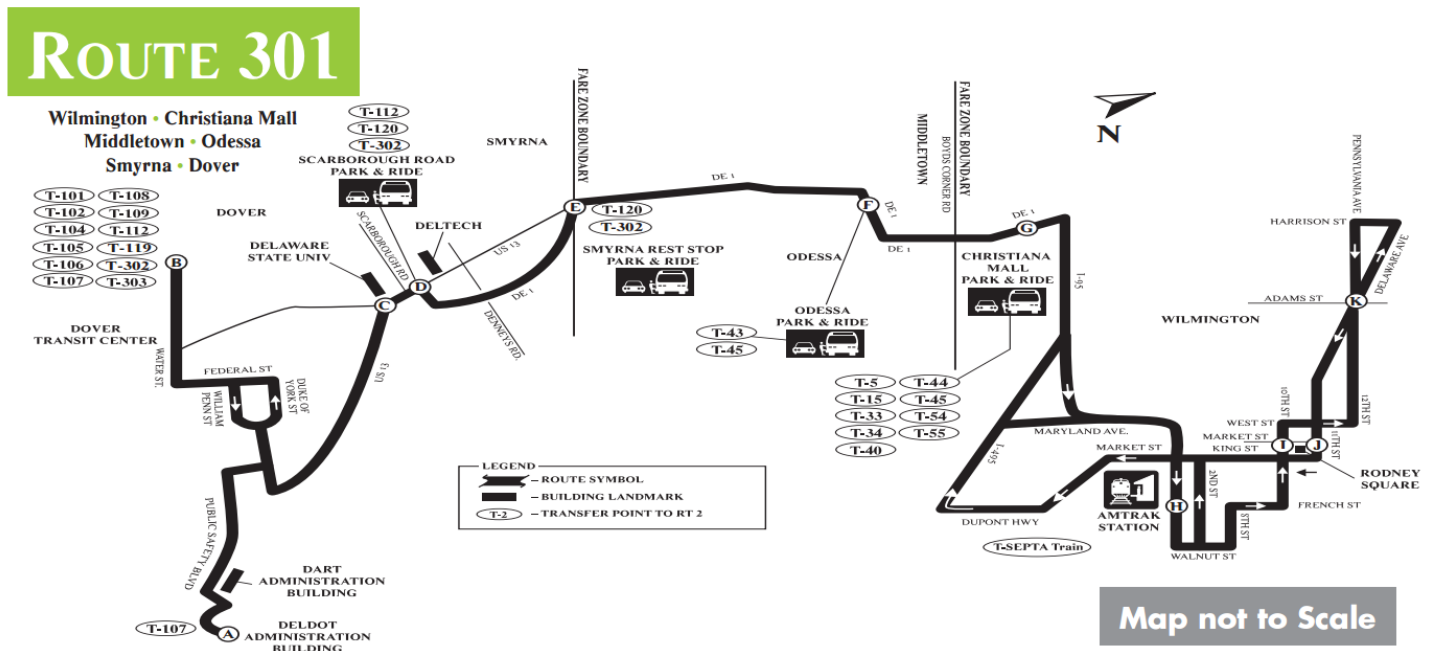 ROUTE 301
Wilmington • Christiana Mall
Middletown • Odessa
Smyrna • Dover
T-101 T-108
T-102 T-109
T-104 T-112
T-105 T-119
T-106 T-302
T-107 T-303
B
DOVER
TRANSIT CENTER
DOVER
DELAWARE
STATE UNIV
T-112
T-120
T-302
SCARBOROUGH ROAD
PARK & RIDE
SCARBOROUGH RD
DELTECH
C
D
US 13
DE 1
DENNEYS RD.
US 13
WATER ST.
FEDERAL ST
WILLIAM
PENN ST
DUKE OF
YORK ST
PUBLIC SAFETY BLVD
DART
ADMINISTRATION
BUILDING
T-107
A
DELDOT
ADMINISTRATION
BUILDING
SMYRNA
FARE ZONE BOUNDARY
E
T-120
T-302
SMYRNA REST STOP
PARK & RIDE
DE 1
F
DE 1
DE 1
ODESSA
ODESSA
PARK & RIDE
T-43
T-45
MIDDLETOWN
BOYDS CORNER RD
FARE ZONE BOUNDARY
DE 1
G
CHRISTIANA
MALL
PARK & RIDE
T-5 T-44
T-15 T-45
T-33 T-54
T-34 T-55
T-40
N
I-95
I-495
MARYLAND AVE.
MARKET ST
DUPONT HWY
AMTRAK
STATION
T-SEPTA Train
H
2ND ST
WALNUT ST
8TH ST
FRENCH ST
WILMINGTON
PENNSYLVANIA AVE
HARRISON ST
DELAWARE AVE
ADAMS ST
K
10TH ST
12TH ST
WEST ST
MARKET ST
KING ST
I
J
11TH ST
RODNEY
SQUARE
LEGEND
– ROUTE SYMBOL
– BUILDING LANDMARK
T-2 – TRANSFER POINT TO RT 2
Map not to Scale